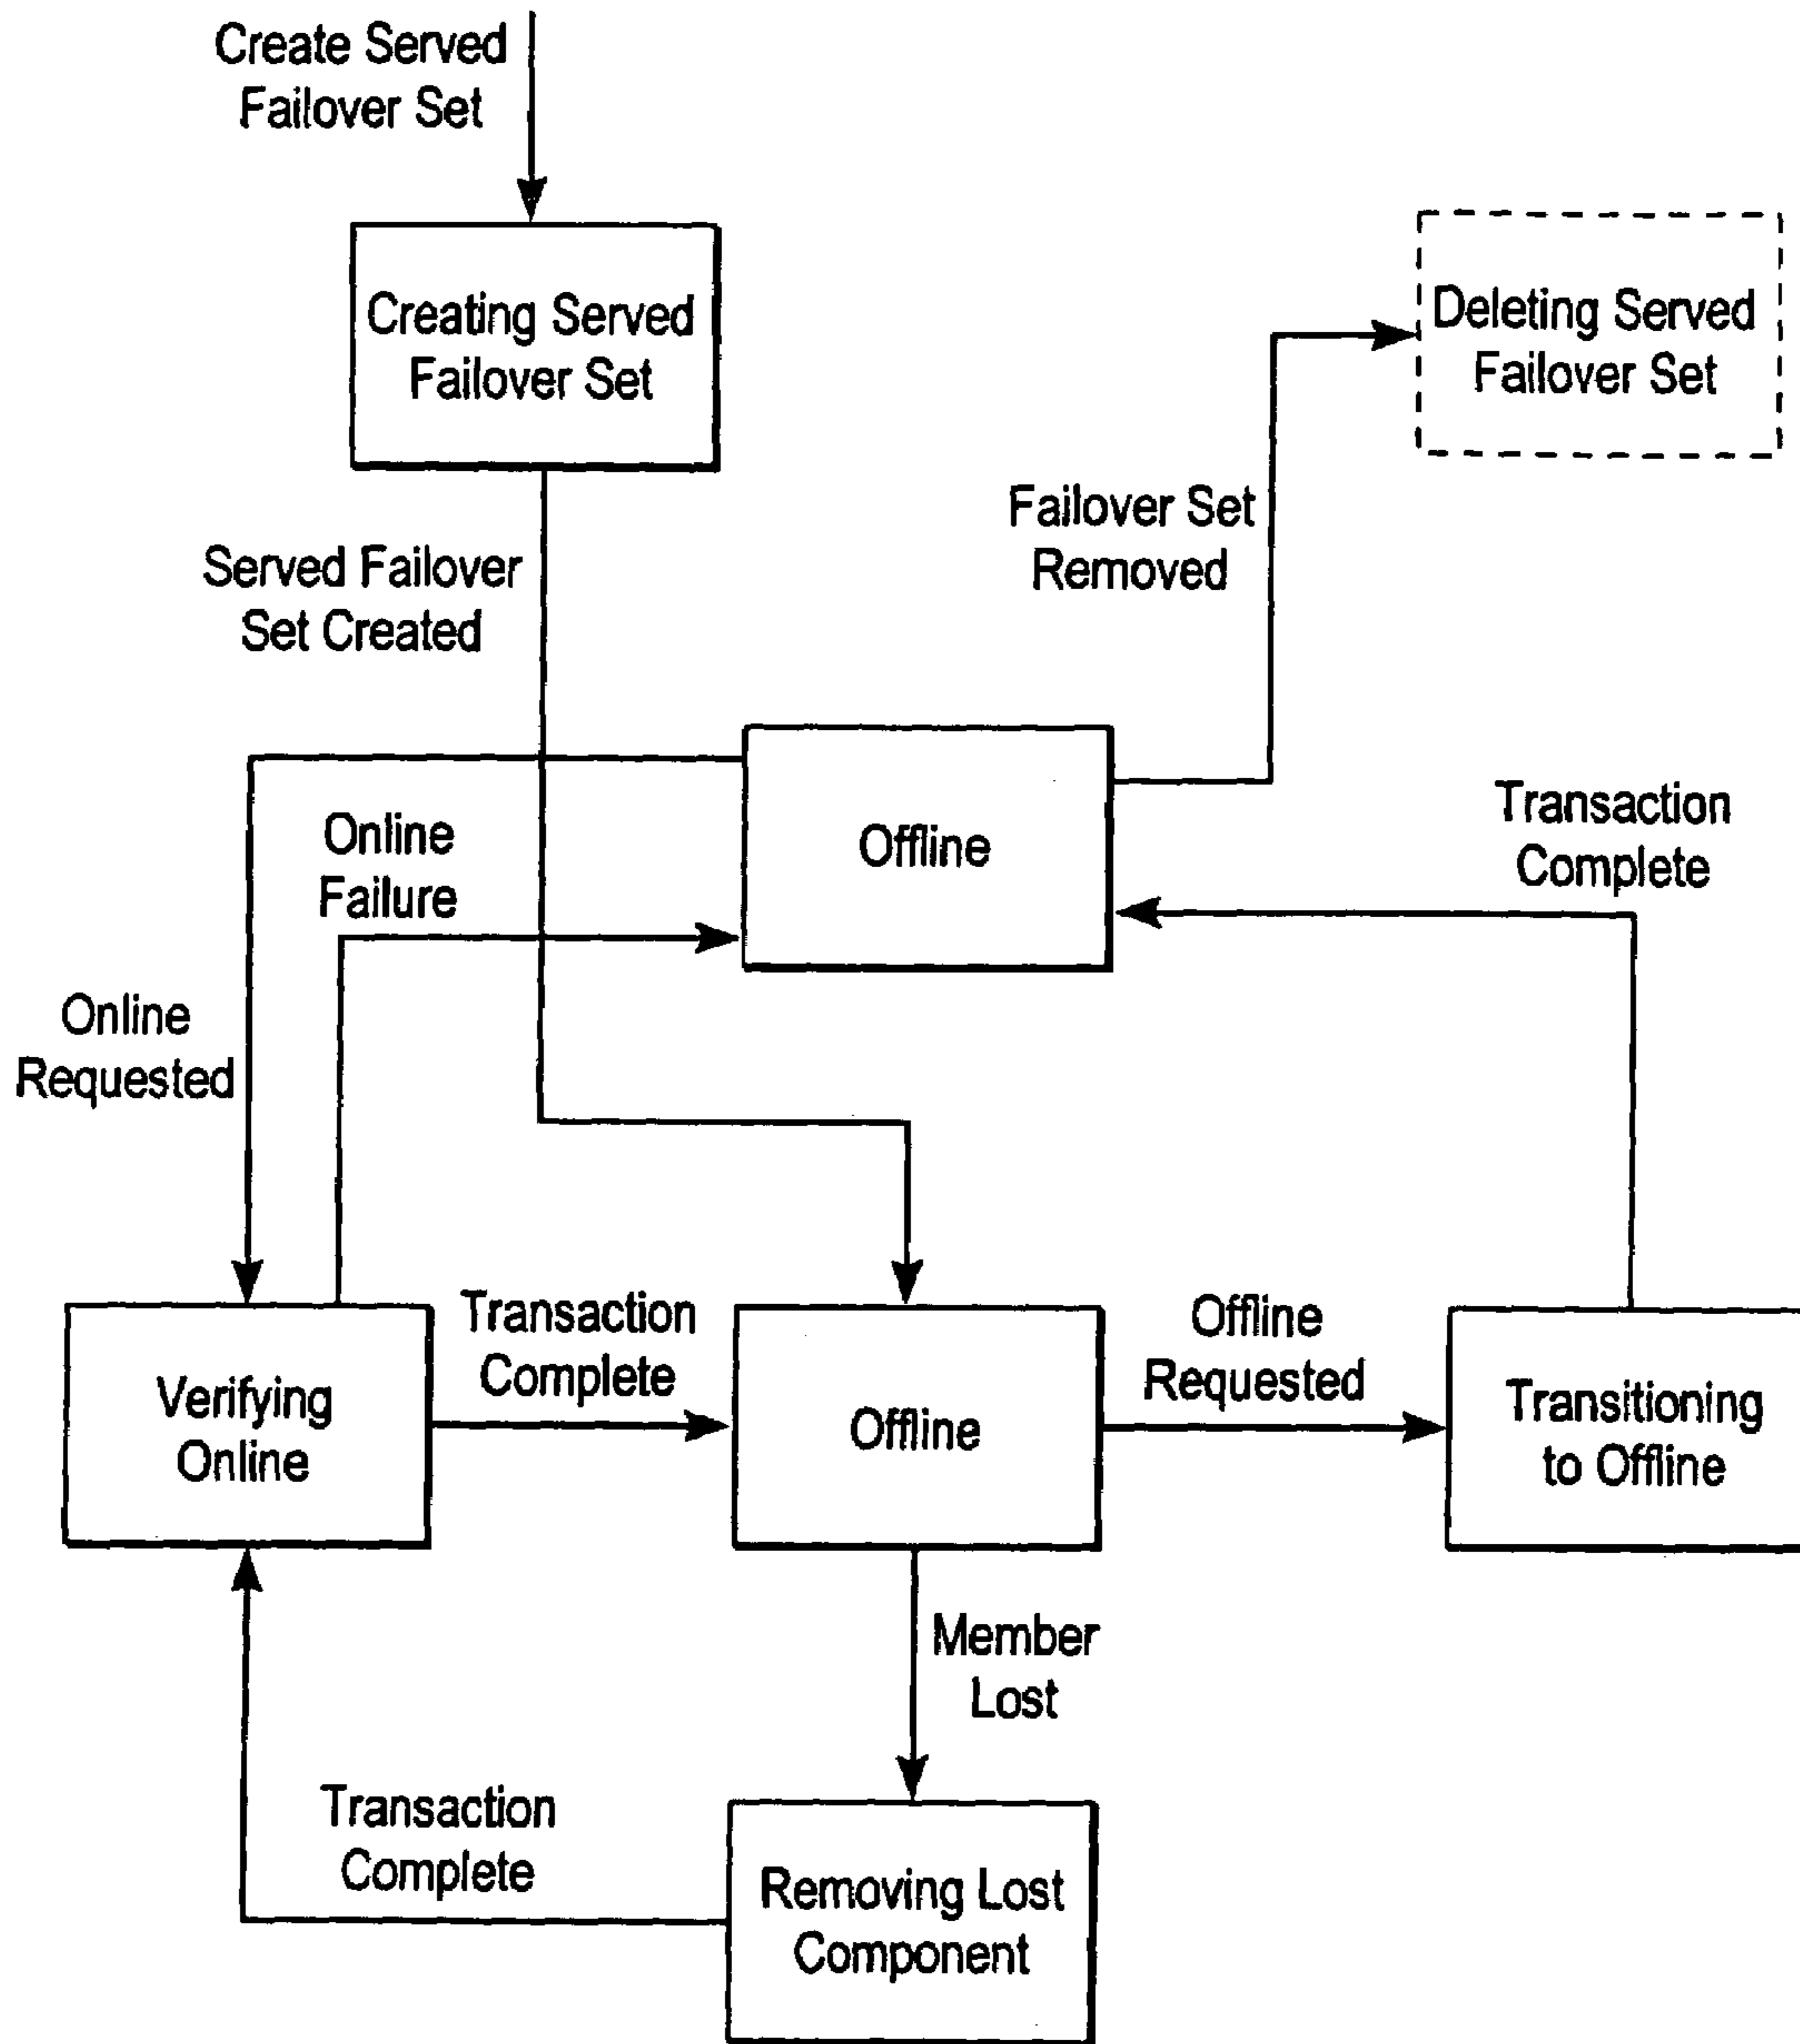 Create Served
Failover Set
Creating Served
Failover Set
Deleting Served
Failover Set
Failover Set
Removed
Served Failover
Set Created
Offline
Transaction
Complete
Online
Failure
Online
Requested
Verifying
Online
Transaction
Complete
Offline
Offline
Requested
Transitioning
to Offline
Member
Lost
Transaction
Complete
Removing Lost
Component